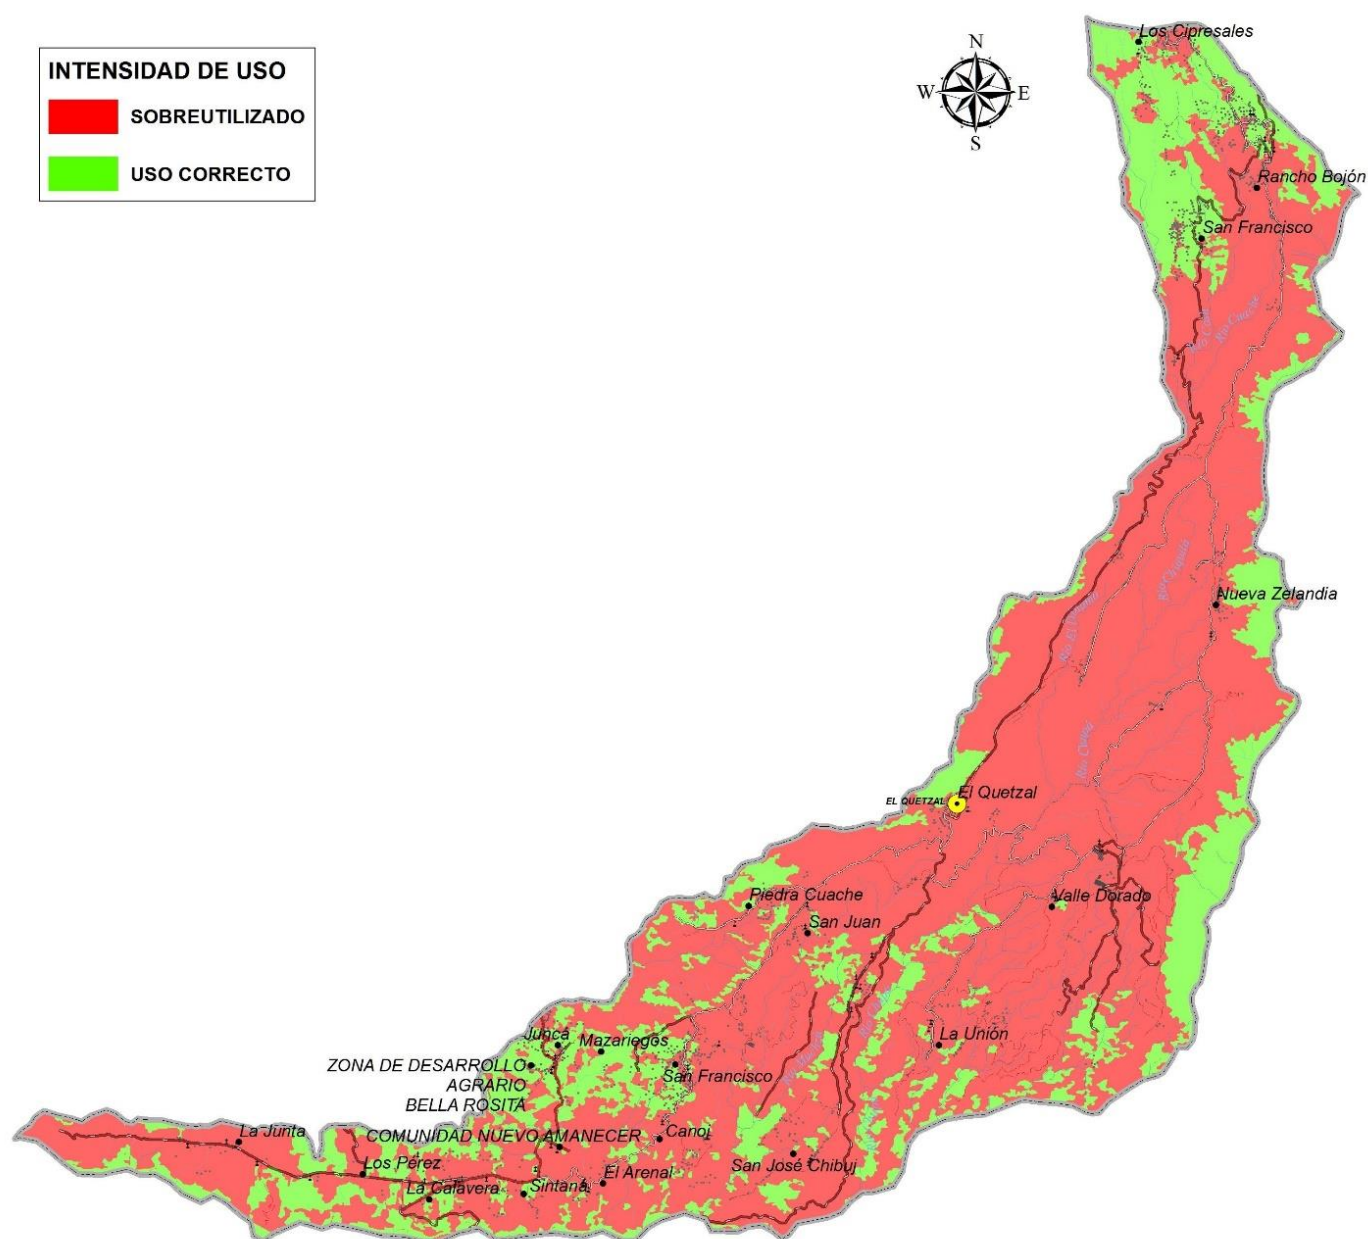 Los Cipresales
N
INTENSIDAD DE USO
W
E
SOBREUTILIZADO
S
USO CORRECTO
Rancho Bojón
San Francisco
Río Cuache
Nueva Zelandia
El Quetzal
EL QUETZAL
Piedra Cuache
Valle Dorado
San Juan
Juncá
Mazariegos
La Unión
ZONA DE DESARROLLO
AGRARIO
BELLA ROSITA
San Francisco
La Junta
COMUNIDAD NUEVO AMANECER
Canoj
Los Pérez
San José Chibuj
El Arenal
La Calavera
Sintaná